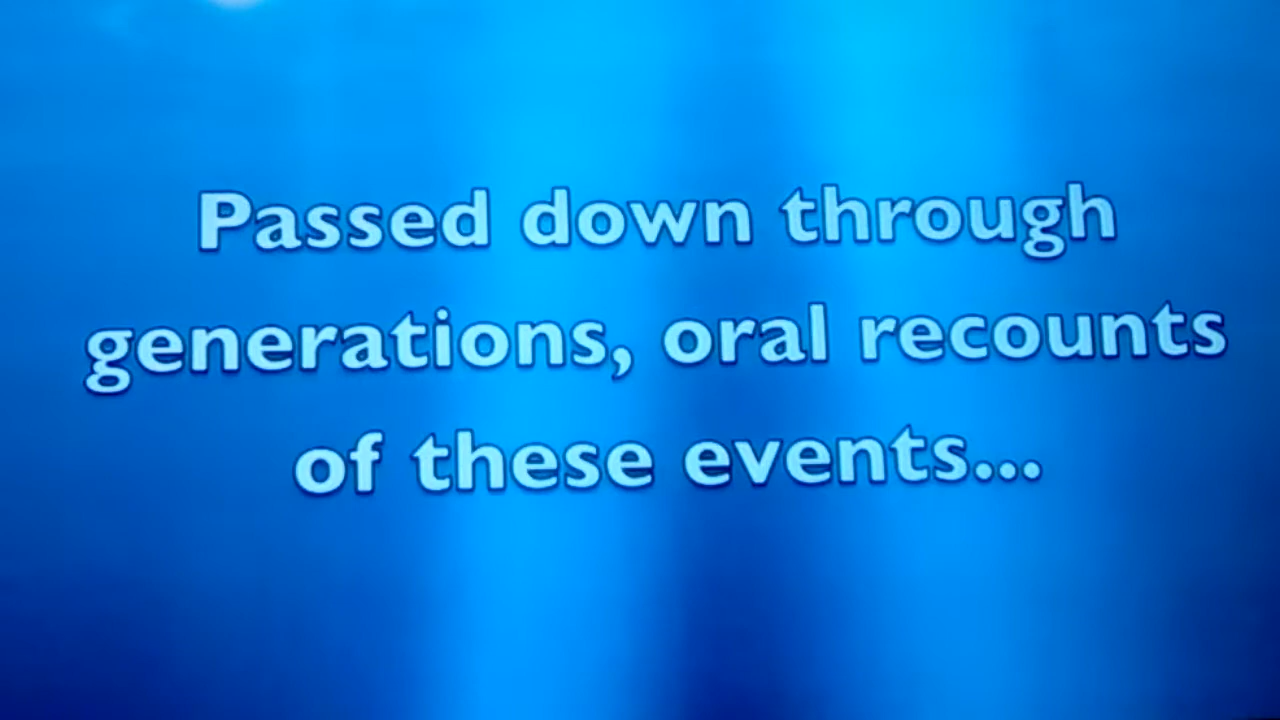 Passed down through
generations, oral recounts
of these events...